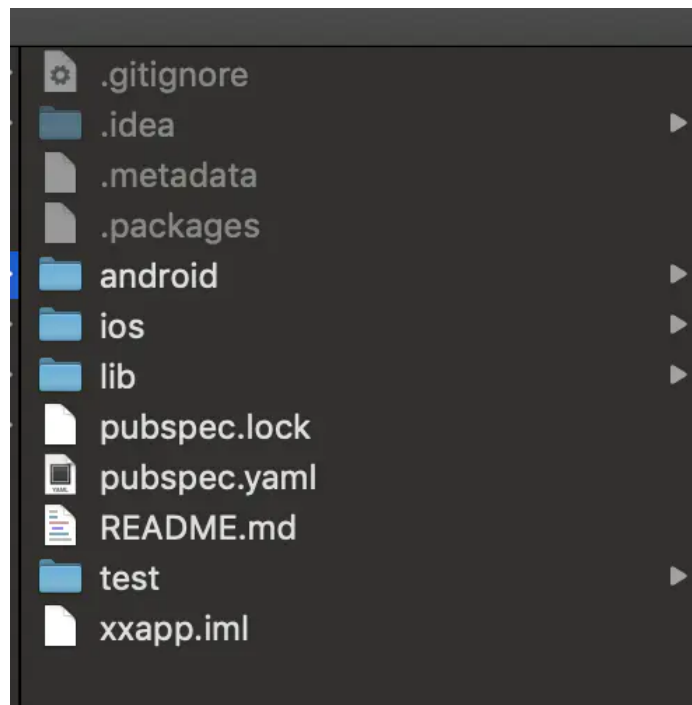 .gitignore
.idea
.metadata
.packages
android
ios
lib
pubspec.lock
pubspec.yaml
README.md
test
xxapp.iml